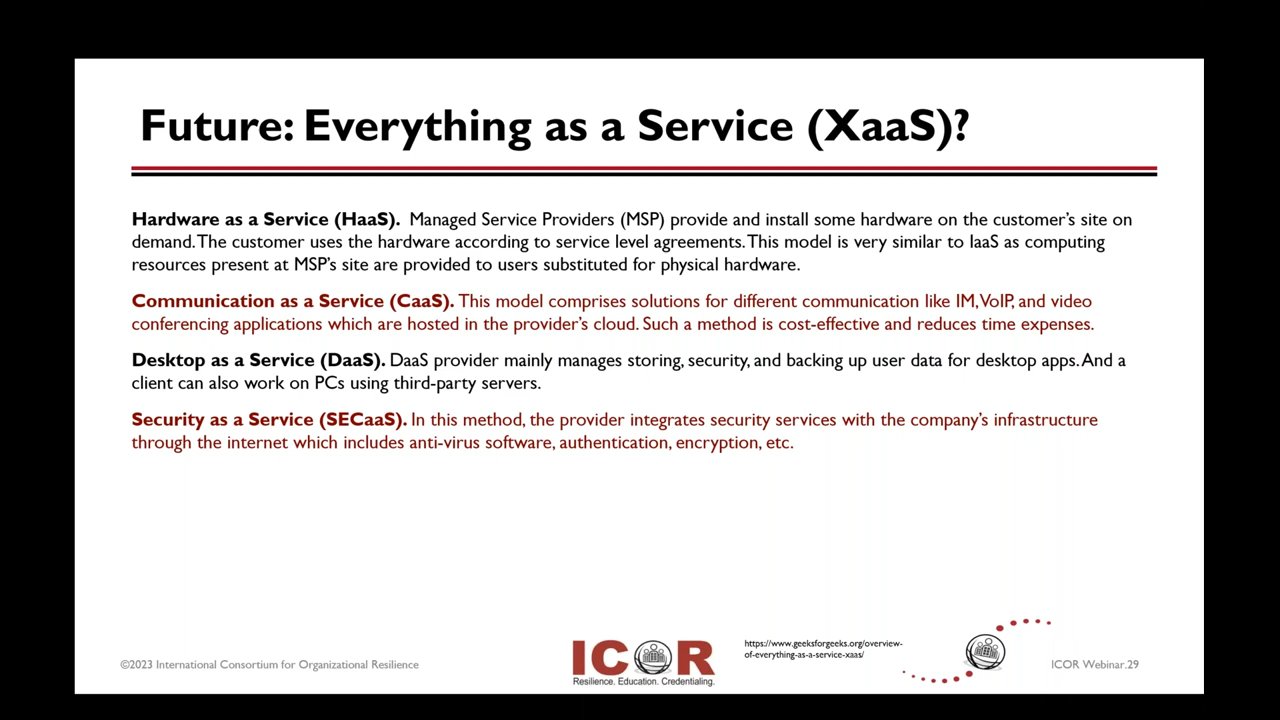 Future: Everything as a Service (XaaS)?
Hardware as a Service (HaaS). Managed Service Providers (MSP) provide and install some hardware on the customer's site on
demand. The customer uses the hardware according to service level agreements. This model is very similar to IaaS as computing
resources present at MSP's site are provided to users substituted for physical hardware.
Communication as a Service (CaaS). This model comprises solutions for different communication like IM, VoIP, and video
conferencing applications which are hosted in the provider's cloud. Such a method is cost-effective and reduces time expenses.
Desktop as a Service (DaaS). DaaS provider mainly manages storing, security, and backing up user data for desktop apps. And a
client can also work on PCs using third-party servers.
Security as a Service (SECaaS). In this method, the provider integrates security services with the company's infrastructure
through the internet which includes anti-virus software, authentication, encryption, etc.
©2023 International Consortium for Organizational Resilience
ICOR
Resilience. Education. Credentialing.
https://www.geeksforgeeks.org/overview-
of-everything-as-a-service-xaas/
ICOR Webinar.29